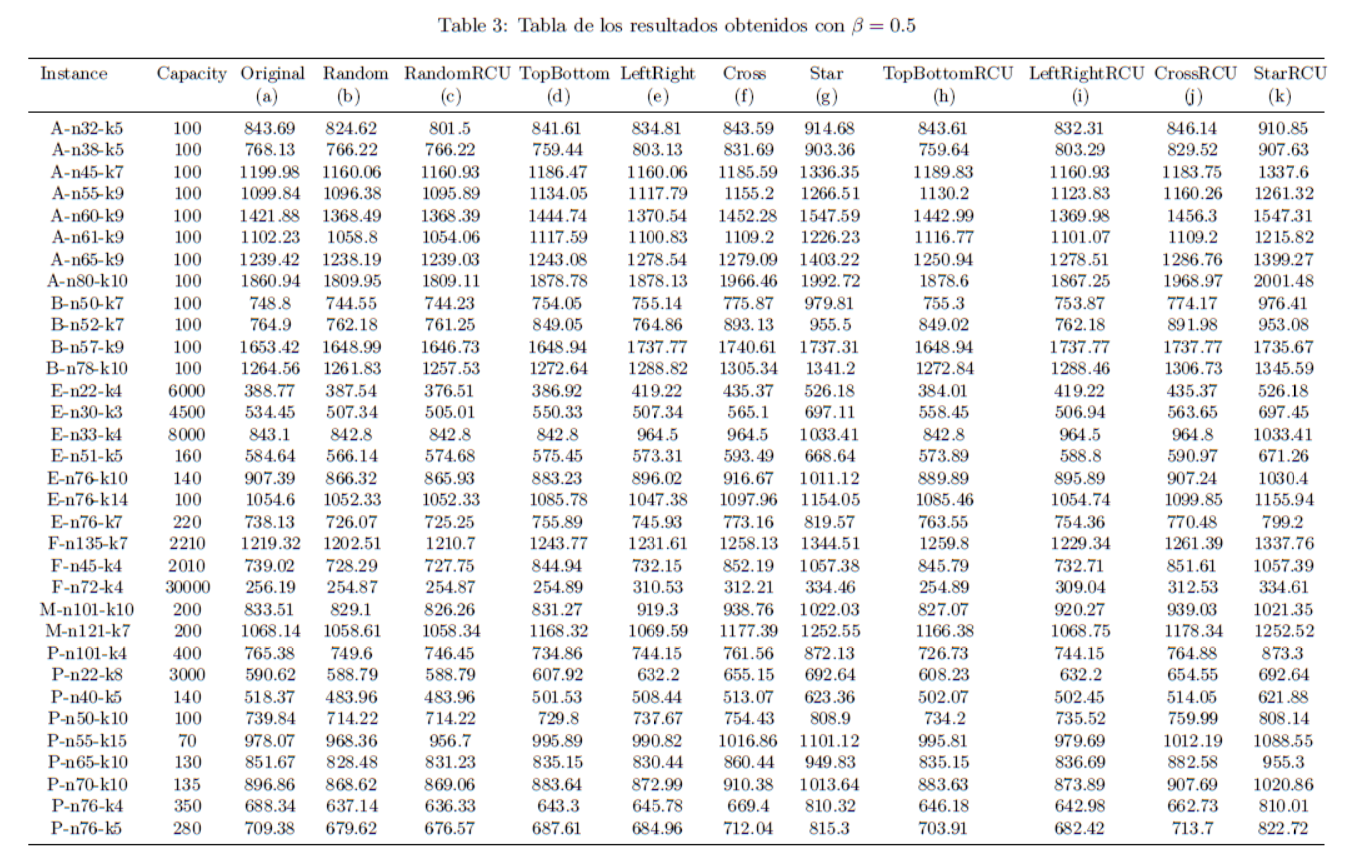 Table 3: Tabla de los resultados obtenidos con β = 0.5
Instance Capacity Original Random RandomRCU TopBottom LeftRight Cross Star TopBottomRCU LeftRightRCU CrossRCU StarRCU
(a) (b) (c) (d) (e) (f) (g) (h) (i) (j) (k)
A-n32-k5 100 843.69 824.62 801.5 841.61 834.81 843.59 914.68 843.61 832.31 846.14 910.85
A-n38-k5 100 768.13 766.22 766.22 759.44 803.13 831.69 903.36 759.64 803.29 829.52 907.63
A-n45-k7 100 1199.98 1160.06 1160.93 1186.47 1160.06 1185.59 1336.35 1189.83 1160.93 1183.75 1337.6
A-n55-k9 100 1099.84 1096.38 1095.89 1134.05 1117.79 1155.2 1266.51 1130.2 1123.83 1160.26 1261.32
A-n60-k9 100 1421.88 1368.49 1368.39 1444.74 1370.54 1452.28 1547.59 1442.99 1369.98 1456.3 1547.31
A-n61-k9 100 1102.23 1058.8 1054.06 1117.59 1100.83 1109.2 1226.23 1116.77 1101.07 1109.2 1215.82
A-n65-k9 100 1239.42 1238.19 1239.03 1243.08 1278.54 1279.09 1403.22 1250.94 1278.51 1286.76 1399.27
A-n80-k10 100 1860.94 1809.95 1809.11 1878.78 1878.13 1966.46 1992.72 1878.6 1867.25 1968.97 2001.48
B-n50-k7 100 748.8 744.55 744.23 754.05 755.14 775.87 979.81 755.3 753.87 774.17 976.41
B-n52-k7 100 764.9 762.18 761.25 849.05 764.86 893.13 955.5 849.02 762.18 891.98 953.08
B-n57-k9 100 1653.42 1648.99 1646.73 1648.94 1737.77 1740.61 1737.31 1648.94 1737.77 1737.77 1735.67
B-n78-k10 100 1264.56 1261.83 1257.53 1272.64 1288.82 1305.34 1341.2 1272.84 1288.46 1306.73 1345.59
E-n22-k4 6000 388.77 387.54 376.51 386.92 419.22 435.37 526.18 384.01 419.22 435.37 526.18
E-n30-k3 4500 534.45 507.34 505.01 550.33 507.34 565.1 697.11 558.45 506.94 563.65 697.45
E-n33-k4 8000 843.1 842.8 842.8 842.8 964.5 964.5 1033.41 842.8 964.5 964.8 1033.41
E-n51-k5 160 584.64 566.14 574.68 575.45 573.31 593.49 668.64 573.89 588.8 590.97 671.26
E-n76-k10 140 907.39 866.32 865.93 883.23 896.02 916.67 1011.12 889.89 895.89 907.24 1030.4
E-n76-k14 100 1054.6 1052.33 1052.33 1085.78 1047.38 1097.96 1154.05 1085.46 1054.74 1099.85 1155.94
E-n76-k7 220 738.13 726.07 725.25 755.89 745.93 773.16 819.57 763.55 754.36 770.48 799.2
F-n135-k7 2210 1219.32 1202.51 1210.7 1243.77 1231.61 1258.13 1344.51 1259.8 1229.34 1261.39 1337.76
F-n45-k4 2010 739.02 728.29 727.75 844.94 732.15 852.19 1057.38 845.79 732.71 851.61 1057.39
F-n72-k4 30000 256.19 254.87 254.87 254.89 310.53 312.21 334.46 254.89 309.04 312.53 334.61
M-n101-k10 200 833.51 829.1 826.26 831.27 919.3 938.76 1022.03 827.07 920.27 939.03 1021.35
M-n121-k7 200 1068.14 1058.61 1058.34 1168.32 1069.59 1177.39 1252.55 1166.38 1068.75 1178.34 1252.52
P-n101-k4 400 765.38 749.6 746.45 734.86 744.15 761.56 872.13 726.73 744.15 764.88 873.3
P-n22-k8 3000 590.62 588.79 588.79 607.92 632.2 655.15 692.64 608.23 632.2 654.55 692.64
P-n40-k5 140 518.37 483.96 483.96 501.53 508.44 513.07 623.36 502.07 502.45 514.05 621.88
P-n50-k10 100 739.84 714.22 714.22 729.8 737.67 754.43 808.9 734.2 735.52 759.99 808.14
P-n55-k15 70 978.07 968.36 956.7 995.89 990.82 1016.86 1101.12 995.81 979.69 1012.19 1088.55
P-n65-k10 130 851.67 828.48 831.23 835.15 830.44 860.44 949.83 835.15 836.69 882.58 955.3
P-n70-k10 135 896.86 868.62 869.06 883.64 872.99 910.38 1013.64 883.63 873.89 907.69 1020.86
P-n76-k4 350 688.34 637.14 636.33 643.3 645.78 669.4 810.32 646.18 642.98 662.73 810.01
P-n76-k5 280 709.38 679.62 676.57 687.61 684.96 712.04 815.3 703.91 682.42 713.7 822.72